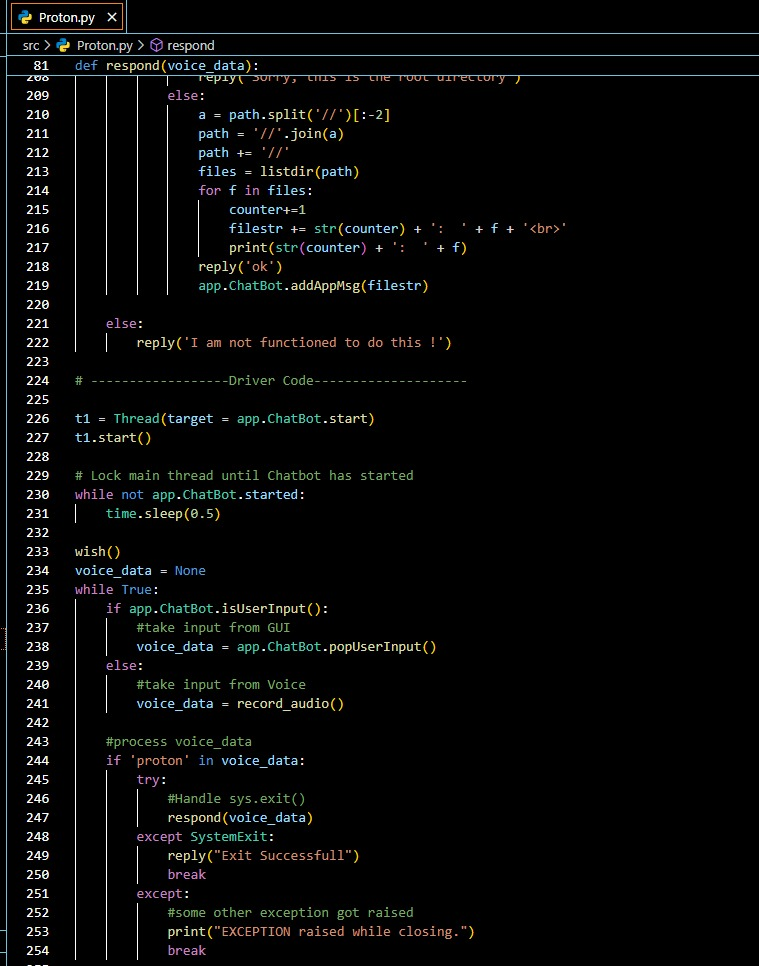 Proton.py ×
src > Proton.py > respond
81 def respond(voice_data):
208 reply('Sorry, this is the root directory')
209 else:
210 a = path.split('//')[:-2]
211 path = '//'.join(a)
212 path += '//'
213 files = listdir(path)
214 for f in files:
215 counter+=1
216 filestr += str(counter) + ':  ' + f + '<br>'
217 print(str(counter) + ':  ' + f)
218 reply('ok')
219 app.ChatBot.addAppMsg(filestr)
220
221 else:
222 reply('I am not functioned to do this !')
223
224 # ------------------Driver Code--------------------
225
226 t1 = Thread(target = app.ChatBot.start)
227 t1.start()
228
229 # Lock main thread until Chatbot has started
230 while not app.ChatBot.started:
231 time.sleep(0.5)
232
233 wish()
234 voice_data = None
235 while True:
236 if app.ChatBot.isUserInput():
237 #take input from GUI
238 voice_data = app.ChatBot.popUserInput()
239 else:
240 #take input from Voice
241 voice_data = record_audio()
242
243 #process voice_data
244 if 'proton' in voice_data:
245 try:
246 #Handle sys.exit()
247 respond(voice_data)
248 except SystemExit:
249 reply("Exit Successfull")
250 break
251 except:
252 #some other exception got raised
253 print("EXCEPTION raised while closing.")
254 break